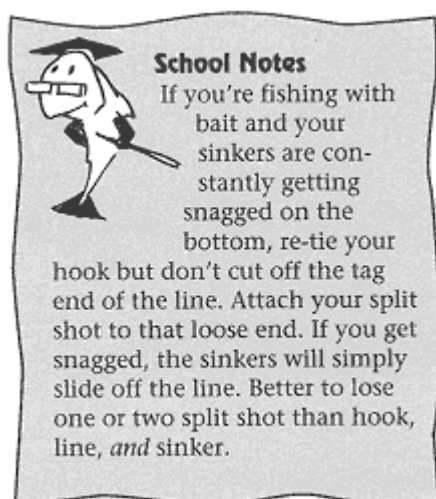 School Notes
If you're fishing with
bait and your
sinkers are con-
stantly getting
snagged on the
bottom, re-tie your
hook but don't cut off the tag
end of the line. Attach your split
shot to that loose end. If you get
snagged, the sinkers will simply
slide off the line. Better to lose
one or two split shot than hook,
line, and sinker.